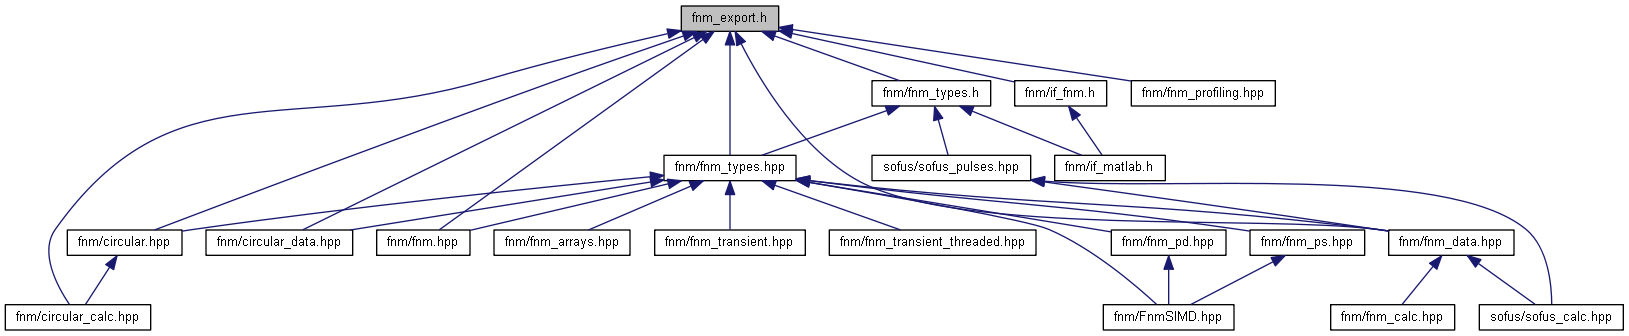 fnm_export.h
fnm/fnm_types.h
fnm/if_fnm.h
fnm/fnm_profiling.hpp
fnm/fnm_types.hpp
sofus/sofus_pulses.hpp
fnm/if_matlab.h
fnm/circular.hpp
fnm/circular_data.hpp
fnm/fnm.hpp
fnm/fnm_arrays.hpp
fnm/fnm_transient.hpp
fnm/fnm_transient_threaded.hpp
fnm/fnm_pd.hpp
fnm/fnm_ps.hpp
fnm/fnm_data.hpp
fnm/circular_calc.hpp
fnm/FnmSIMD.hpp
fnm/fnm_calc.hpp
sofus/sofus_calc.hpp